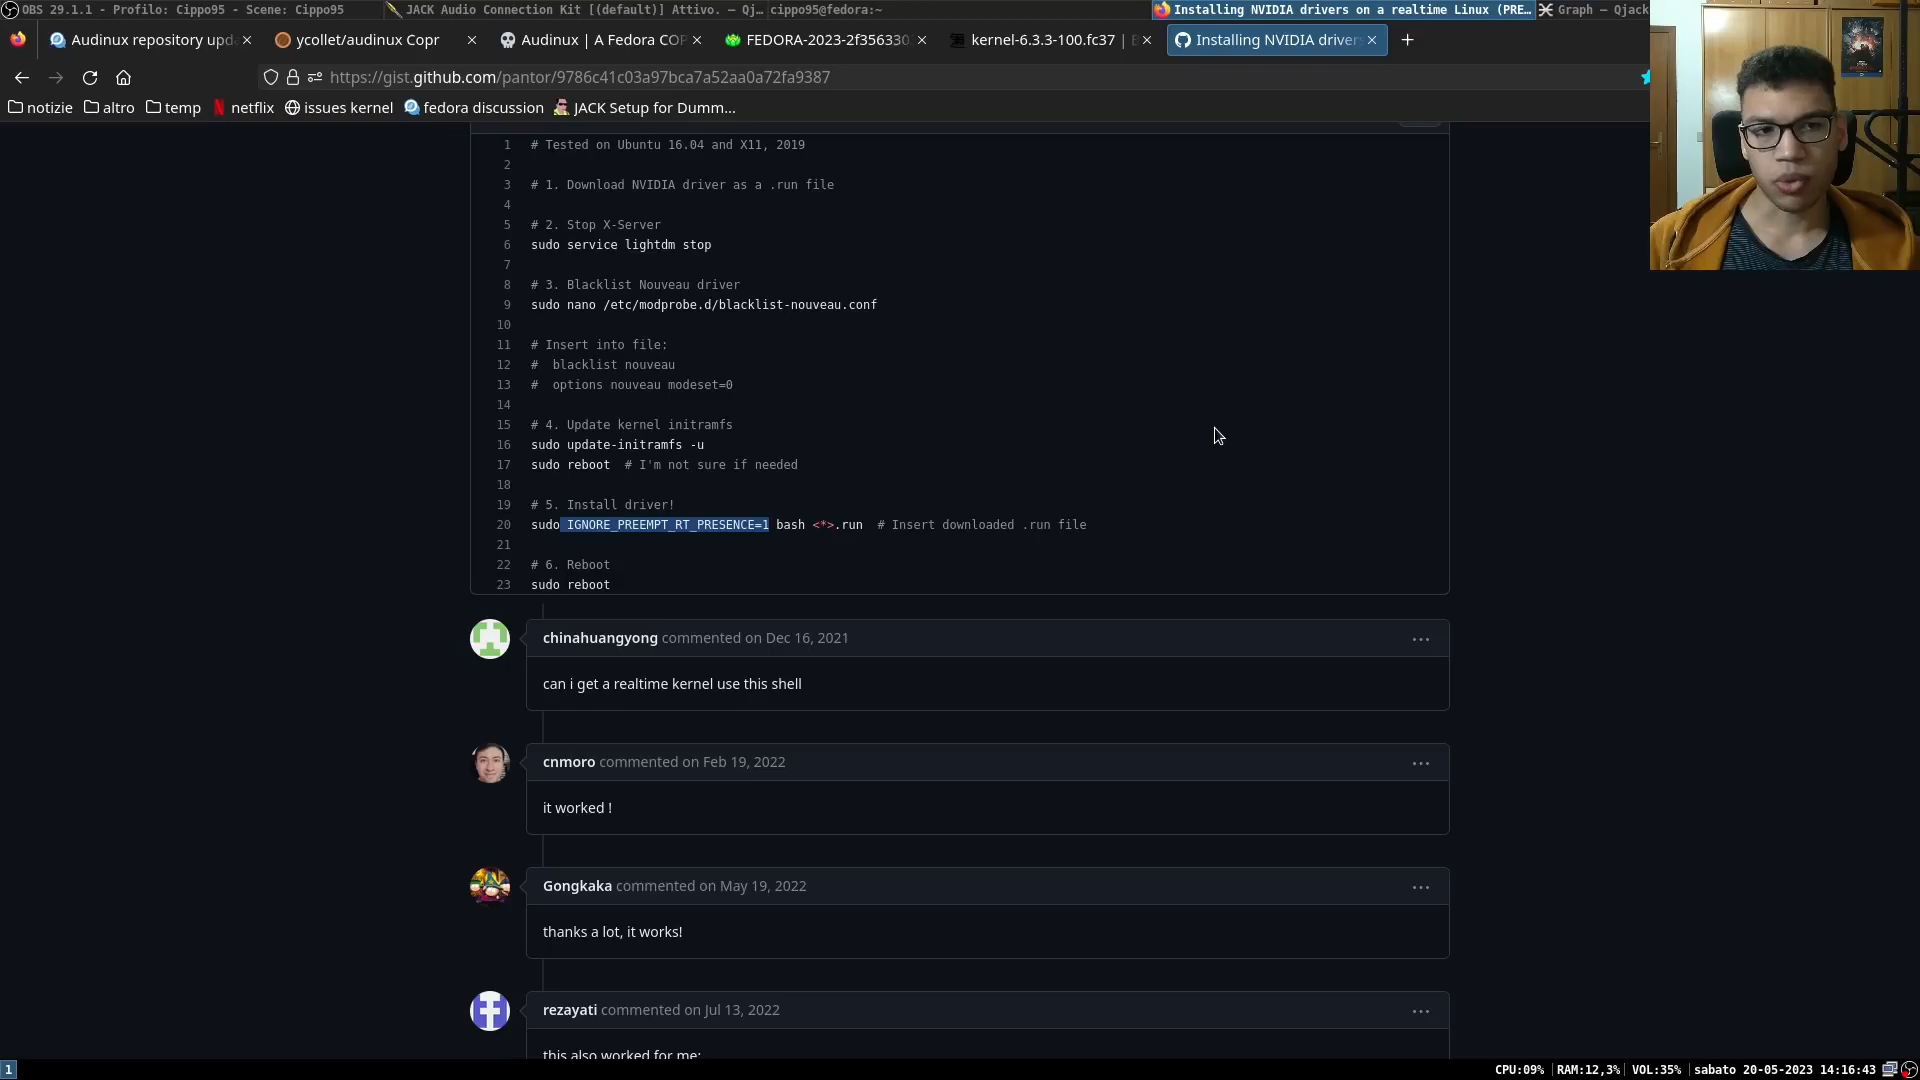 OBS 29.1.1 - Profilo: Cippo95 - Scene: Cippo95
JACK Audio Connection Kit [(default)] Attivo. — Qj…
cippo95@fedora:~
Installing NVIDIA drivers on a realtime Linux (PRE…
Graph — Qjack
Audinux repository upd
ycollet/audinux Copr
Audinux | A Fedora COP
FEDORA-2023-2f356330
kernel-6.3.3-100.fc37 |
Installing NVIDIA driver
https://gist.github.com/pantor/9786c41c03a97bca7a52aa0a72fa9387
notizie
altro
temp
netflix
issues kernel
fedora discussion
JACK Setup for Dumm…
1 # Tested on Ubuntu 16.04 and X11, 2019
2
3 # 1. Download NVIDIA driver as a .run file
4
5 # 2. Stop X-Server
6 sudo service lightdm stop
7
8 # 3. Blacklist Nouveau driver
9 sudo nano /etc/modprobe.d/blacklist-nouveau.conf
10
11 # Insert into file:
12 #  blacklist nouveau
13 #  options nouveau modeset=0
14
15 # 4. Update kernel initramfs
16 sudo update-initramfs -u
17 sudo reboot  # I'm not sure if needed
18
19 # 5. Install driver!
20 sudo IGNORE_PREEMPT_RT_PRESENCE=1 bash <*>.run  # Insert downloaded .run file
21
22 # 6. Reboot
23 sudo reboot
chinahuangyong commented on Dec 16, 2021
can i get a realtime kernel use this shell
cnmoro commented on Feb 19, 2022
it worked !
Gongkaka commented on May 19, 2022
thanks a lot, it works!
rezayati commented on Jul 13, 2022
this also worked for me:
1
CPU:09% RAM:12,3% VOL:35% sabato 20-05-2023 14:16:43